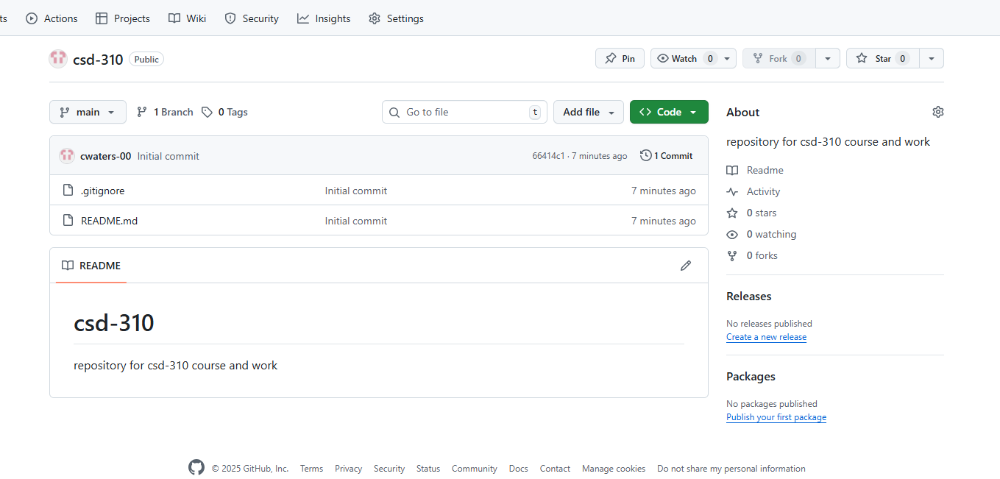 ts Actions Projects Wiki Security Insights Settings
csd-310 Public Pin Watch 0 Fork 0 Star 0
main 1 Branch 0 Tags Go to file t Add file Code
cwaters-00 Initial commit 66414c1 · 7 minutes ago 1 Commit
.gitignore Initial commit 7 minutes ago
README.md Initial commit 7 minutes ago
README
csd-310
repository for csd-310 course and work
About
repository for csd-310 course and work
Readme
Activity
0 stars
0 watching
0 forks
Releases
No releases published
Create a new release
Packages
No packages published
Publish your first package
© 2025 GitHub, Inc. Terms Privacy Security Status Community Docs Contact Manage cookies Do not share my personal information